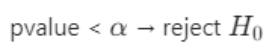 pvalue < α → reject H₀